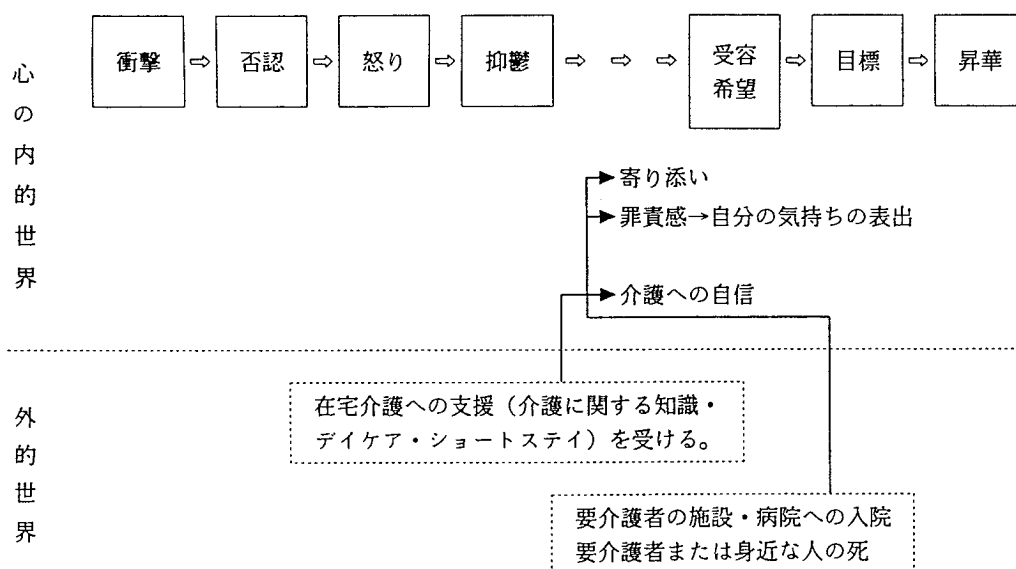 心の内的世界
衝撃 ⇨ 否認 ⇨ 怒り ⇨ 抑鬱 ⇨ ⇨ ⇨ 受容希望 ⇨ 目標 ⇨ 昇華
寄り添い
罪責感→自分の気持ちの表出
介護への自信
外的世界
在宅介護への支援（介護に関する知識・
デイケア・ショートステイ）を受ける。
要介護者の施設・病院への入院
要介護者または身近な人の死